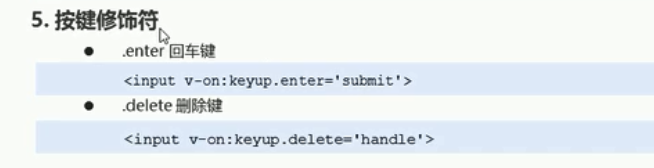 5. 按键修饰符
● .enter 回车键
<input v-on:keyup.enter='submit'>
● .delete 删除键
<input v-on:keyup.delete='handle'>